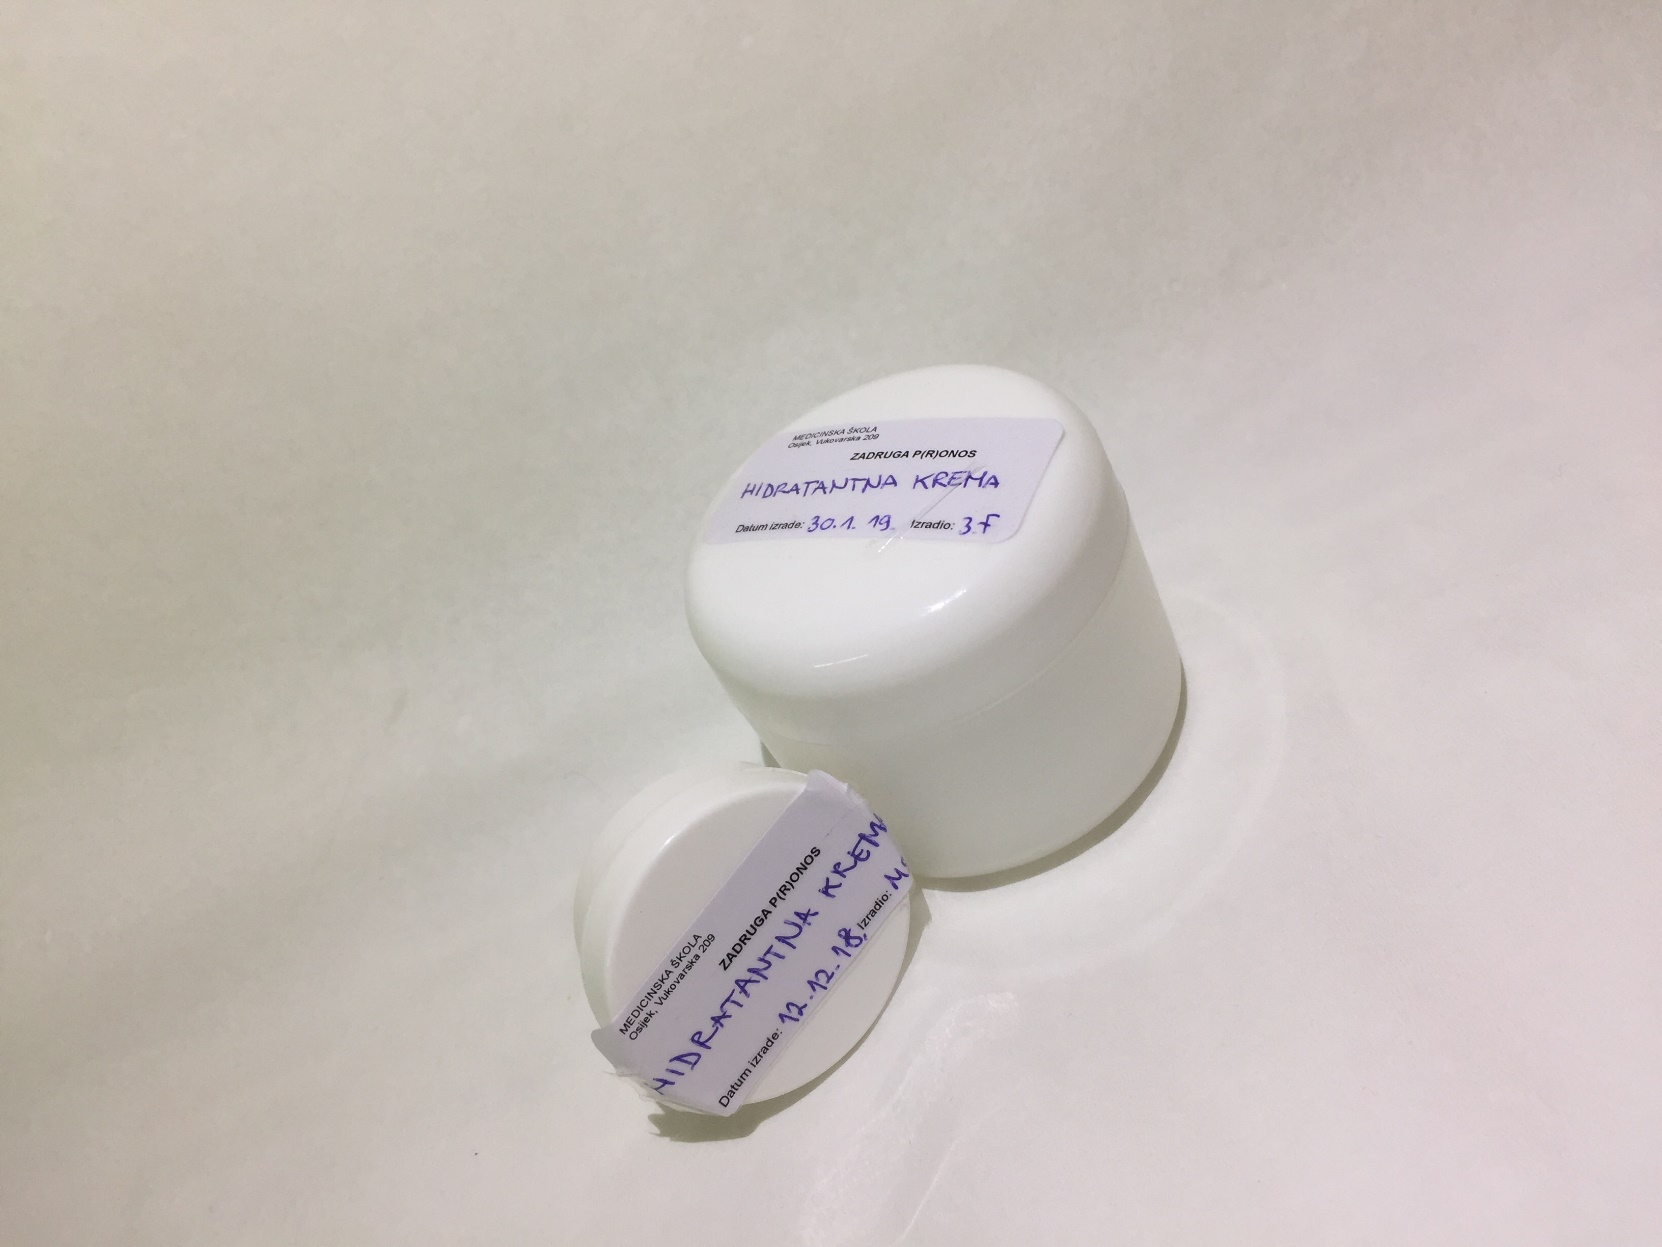 MEDICINSKA ŠKOLA
Osijek, Vukovarska 209
ZADRUGA P(R)ONOS
HIDRATANTNA KREMA
Datum izrade: 30.1. 19. Izradio: 3.F
MEDICINSKA ŠKOLA
Osijek, Vukovarska 209
ZADRUGA P(R)ONOS
HIDRATANTNA KREMA
Datum izrade: 12.12.18. Izradio: